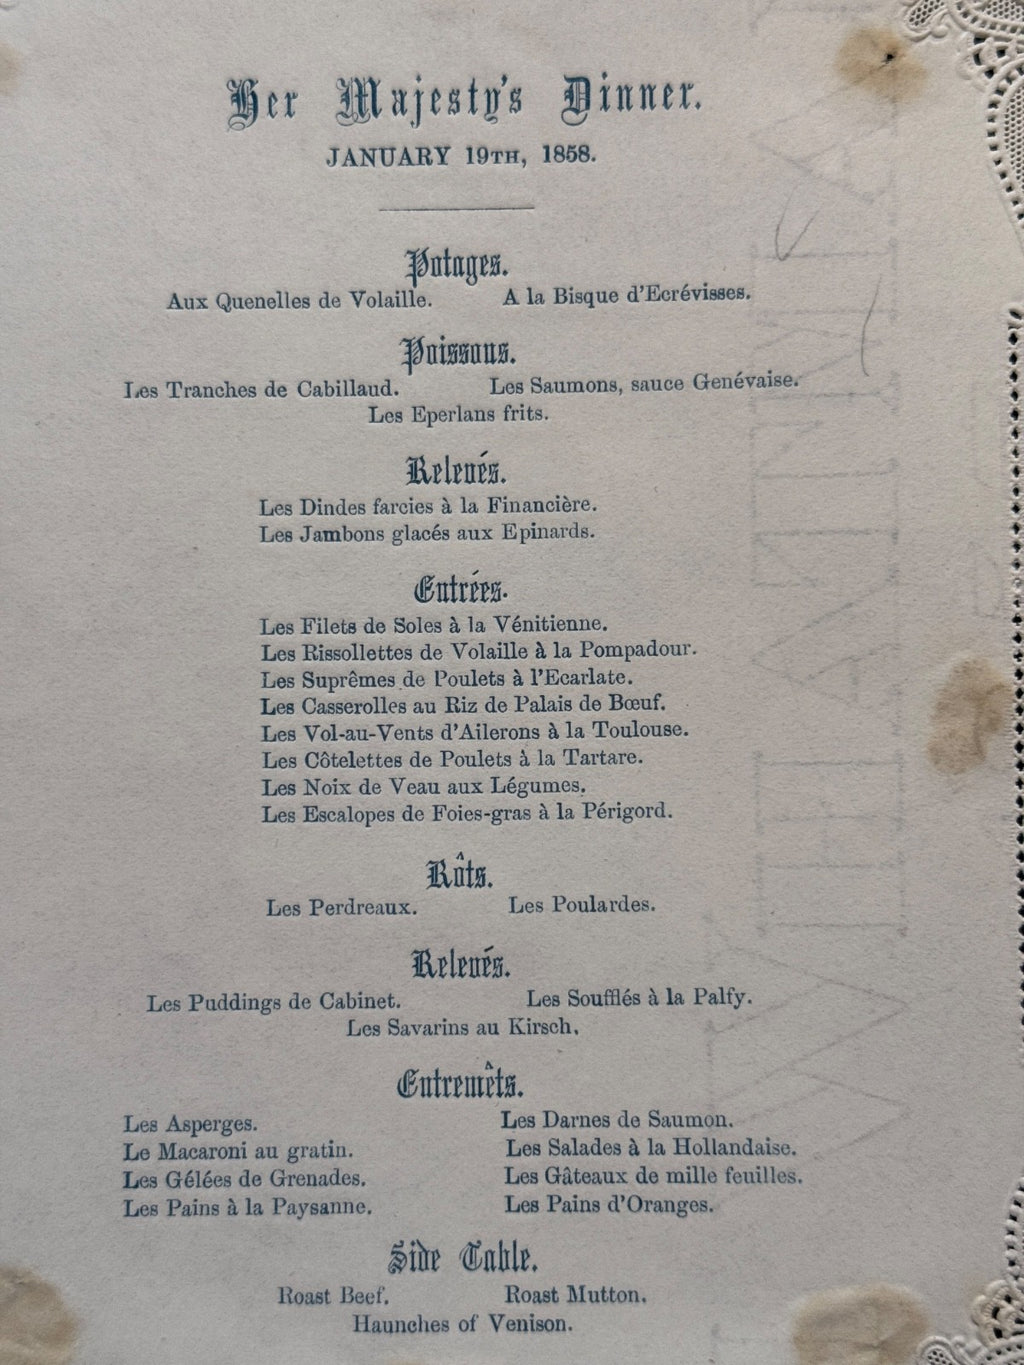 Her Majesty's Dinner.
JANUARY 19TH, 1858.
Potages.
Aux Quenelles de Volaille. A la Bisque d'Ecrévisses.
Poissons.
Les Tranches de Cabillaud. Les Saumons, sauce Genévaise.
Les Eperlans frits.
Relevés.
Les Dindes farcies à la Financière.
Les Jambons glacés aux Epinards.
Entrées.
Les Filets de Soles à la Vénitienne.
Les Rissollettes de Volaille à la Pompadour.
Les Suprêmes de Poulets à l'Ecarlate.
Les Casserolles au Riz de Palais de Bœuf.
Les Vol-au-Vents d'Ailerons à la Toulouse.
Les Côtelettes de Poulets à la Tartare.
Les Noix de Veau aux Légumes.
Les Escalopes de Foies-gras à la Périgord.
Rôts.
Les Perdreaux. Les Poulardes.
Relevés.
Les Puddings de Cabinet. Les Soufflés à la Palfy.
Les Savarins au Kirsch.
Entremêts.
Les Asperges. Les Darnes de Saumon.
Le Macaroni au gratin. Les Salades à la Hollandaise.
Les Gélées de Grenades. Les Gâteaux de mille feuilles.
Les Pains à la Paysanne. Les Pains d'Oranges.
Side Table.
Roast Beef. Roast Mutton.
Haunches of Venison.